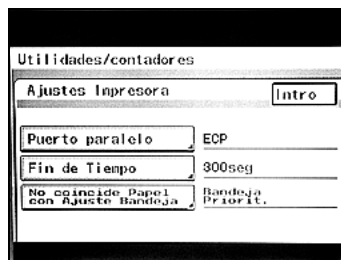 Utilidades/contadores
Ajustes Impresora
Intro
Puerto paralelo
ECP
Fin de Tiempo
300seg
No coincide Papel
con Ajuste Bandeja
Bandeja
Priorit.